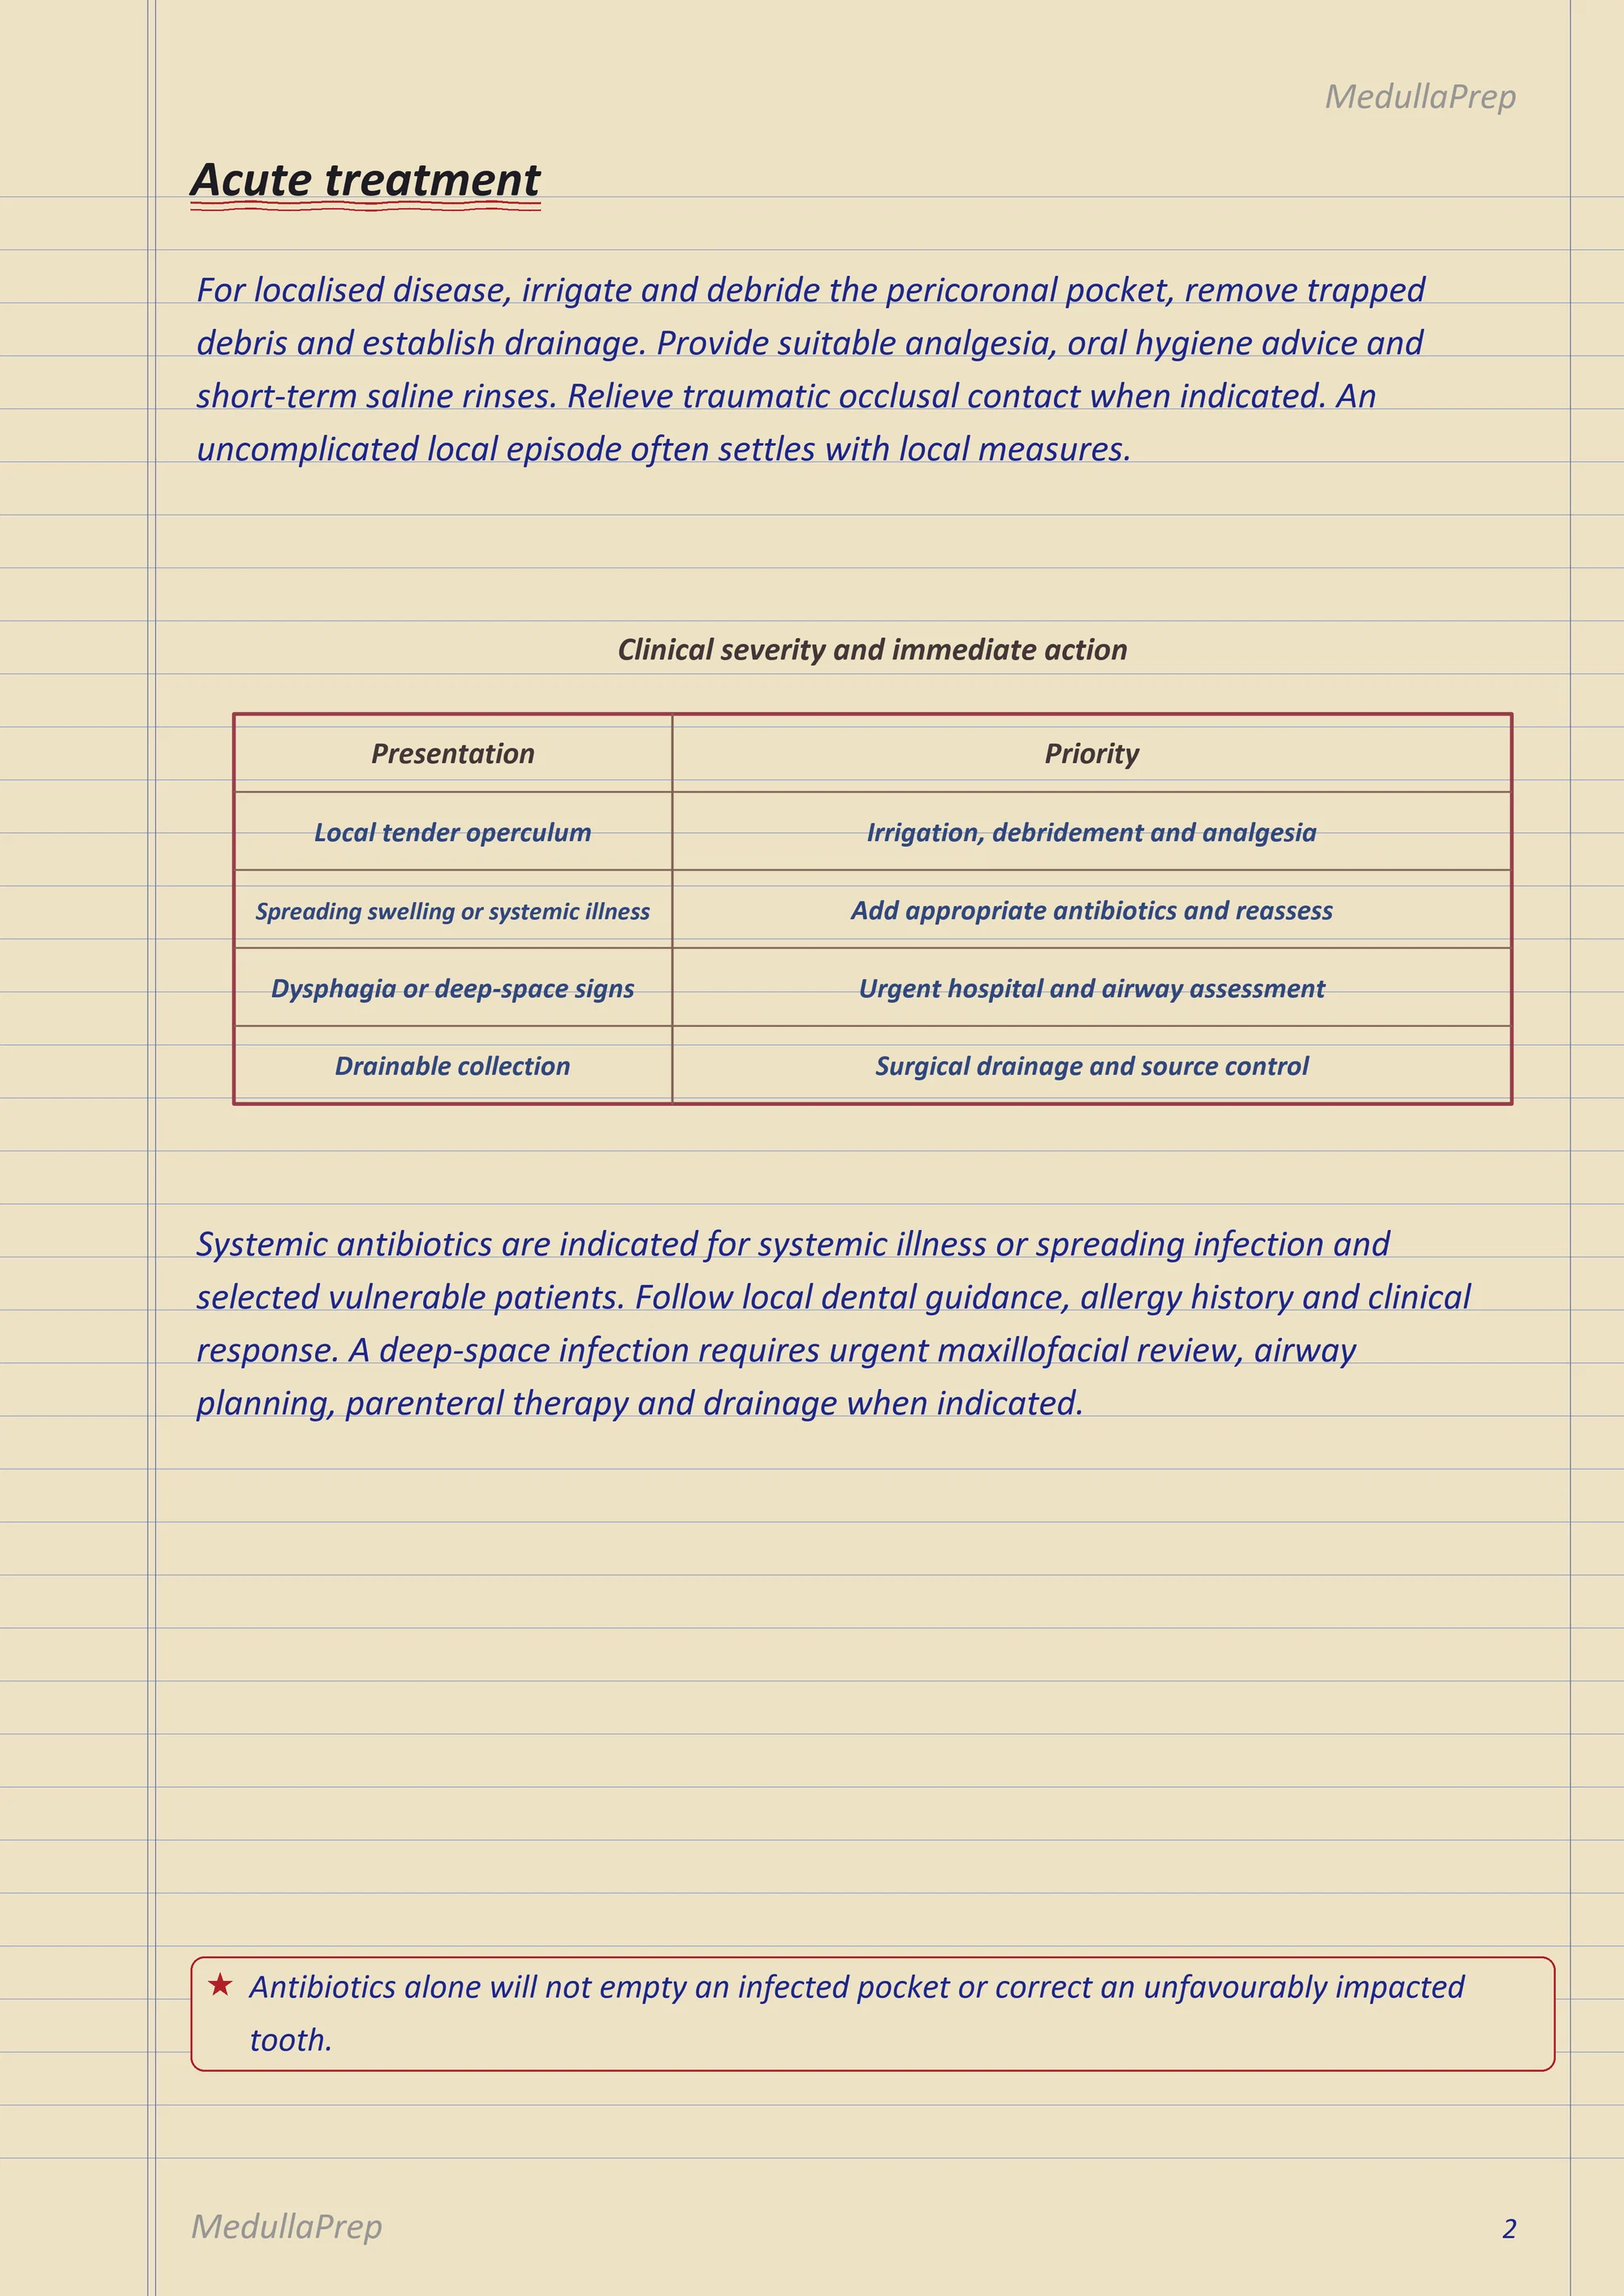 MedullaPrep
Acute treatment
For localised disease, irrigate and debride the pericoronal pocket, remove trapped
debris and establish drainage. Provide suitable analgesia, oral hygiene advice and
short-term saline rinses. Relieve traumatic occlusal contact when indicated. An
uncomplicated local episode often settles with local measures.
Clinical severity and immediate action
Presentation Priority
Local tender operculum Irrigation, debridement and analgesia
Spreading swelling or systemic illness Add appropriate antibiotics and reassess
Dysphagia or deep-space signs Urgent hospital and airway assessment
Drainable collection Surgical drainage and source control
Systemic antibiotics are indicated for systemic illness or spreading infection and
selected vulnerable patients. Follow local dental guidance, allergy history and clinical
response. A deep-space infection requires urgent maxillofacial review, airway
planning, parenteral therapy and drainage when indicated.
★ Antibiotics alone will not empty an infected pocket or correct an unfavourably impacted
tooth.
MedullaPrep 2